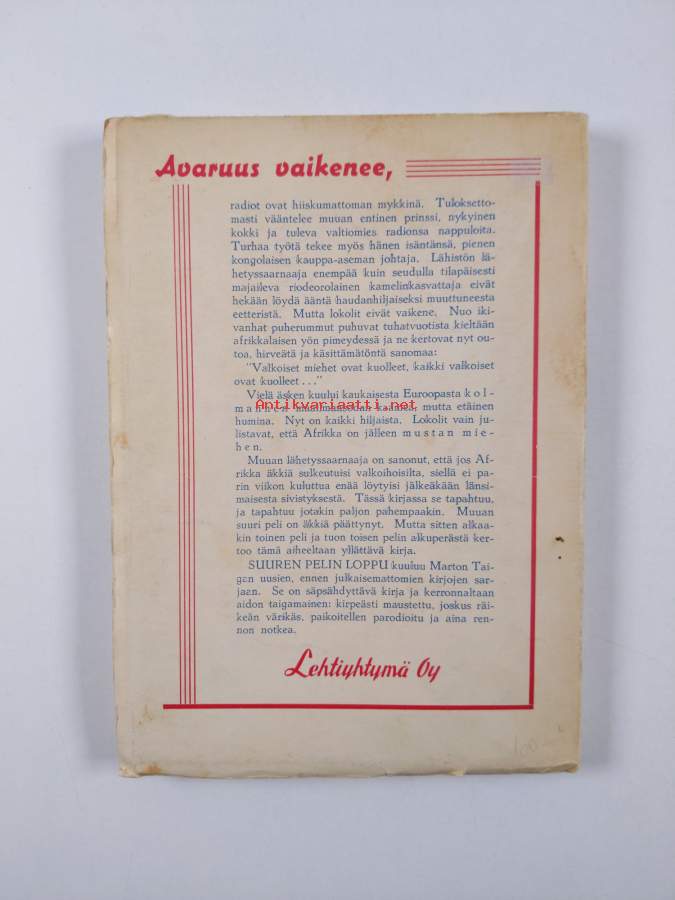 Avaruus vaikenee,
radiot ovat hiiskumattoman mykkinä. Tuloksetto-
masti vääntelee muuan entinen prinssi, nykyinen
kokki ja tuleva valtiomies radionsa nappuloita.
Turhaa työtä tekee myös hänen isäntänsä, pienen
kongolaisen kauppa-aseman johtaja. Lähistön lä-
hetyssaarnaaja enempää kuin seudulla tilapäisesti
majaileva riodeorolainen kamelinkasvattaja eivät
hekään löydä ääntä haudanhiljaiseksi muuttuneesta
eetteristä. Mutta lokolit eivät vaikene. Nuo iki-
vanhat puherummut puhuvat tuhatvuotista kieltään
afrikkalaisen yön pimeydessä ja ne kertovat nyt ou-
toa, hirveätä ja käsittämätöntä sanomaa:
"Valkoiset miehet ovat kuolleet, kaikki valkoiset
ovat kuolleet . . ."
Vielä äsken kuului kaukaisesta Euroopasta k o l -
m a n n e n maailmansodan kaamea, mutta etäinen
Antikvariaatti.net
humina. Nyt on kaikki hiljaista. Lokolit vain ju-
listavat, että Afrikka on jälleen m u s t a n m i e -
h e n.
Muuan lähetyssaarnaaja on sanonut, että jos Af-
rikka äkkiä sulkeutuisi valkoihoisilta, siellä ei pa-
rin viikon kuluttua enää löytyisi jälkeäkään länsi-
maisesta sivistyksestä. Tässä kirjassa se tapahtuu,
ja tapahtuu jotakin paljon pahempaakin. Muuan
suuri peli on äkkiä päättynyt. Mutta sitten alkaa-
kin toinen peli ja tuon toisen pelin alkuperästä ker-
too tämä aiheeltaan yllättävä kirja.
SUUREN PELIN LOPPU kuuluu Marton Tai-
gan uusien, ennen julkaisemattomien kirjojen sar-
jaan. Se on säpsähdyttävä kirja ja kerronnaltaan
aidon taigamainen: kirpeästi maustettu, joskus räi-
keän värikäs, paikoitellen parodioitu ja aina ren-
non notkea.
Lehtiyhtymä Oy
100